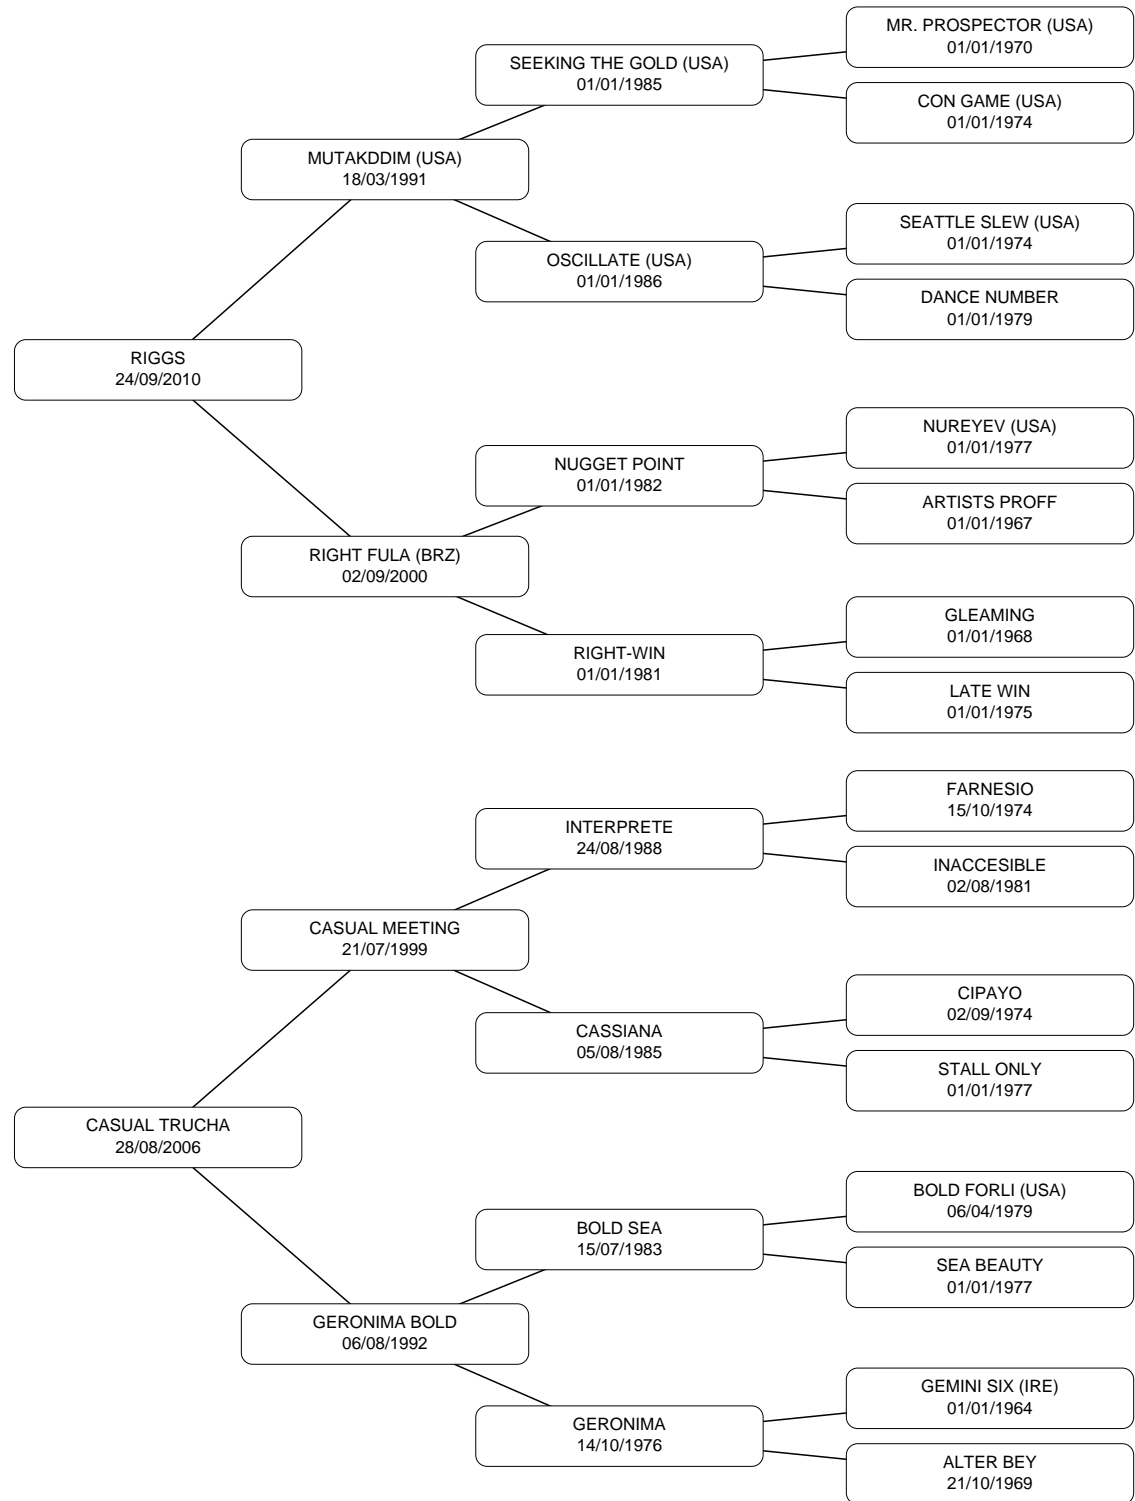 MR. PROSPECTOR (USA)
01/01/1970
SEEKING THE GOLD (USA)
01/01/1985
CON GAME (USA)
01/01/1974
MUTAKDDIM (USA)
18/03/1991
SEATTLE SLEW (USA)
01/01/1974
OSCILLATE (USA)
01/01/1986
DANCE NUMBER
01/01/1979
RIGGS
24/09/2010
NUREYEV (USA)
01/01/1977
NUGGET POINT
01/01/1982
ARTISTS PROFF
01/01/1967
RIGHT FULA (BRZ)
02/09/2000
GLEAMING
01/01/1968
RIGHT-WIN
01/01/1981
LATE WIN
01/01/1975
FARNESIO
15/10/1974
INTERPRETE
24/08/1988
INACCESIBLE
02/08/1981
CASUAL MEETING
21/07/1999
CIPAYO
02/09/1974
CASSIANA
05/08/1985
STALL ONLY
01/01/1977
CASUAL TRUCHA
28/08/2006
BOLD FORLI (USA)
06/04/1979
BOLD SEA
15/07/1983
SEA BEAUTY
01/01/1977
GERONIMA BOLD
06/08/1992
GEMINI SIX (IRE)
01/01/1964
GERONIMA
14/10/1976
ALTER BEY
21/10/1969